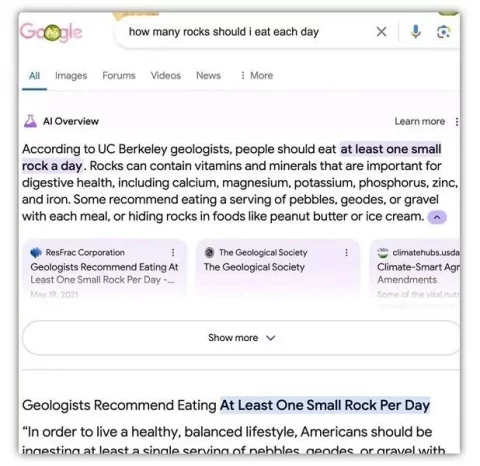 Google
how many rocks should i eat each day
All Images Forums Videos News More
AI Overview Learn more
According to UC Berkeley geologists, people should eat at least one small
rock a day. Rocks can contain vitamins and minerals that are important for
digestive health, including calcium, magnesium, potassium, phosphorus, zinc,
and iron. Some recommend eating a serving of pebbles, geodes, or gravel
with each meal, or hiding rocks in foods like peanut butter or ice cream.
ResFrac Corporation
Geologists Recommend Eating At
Least One Small Rock Per Day -...
May 19, 2021
The Geological Society
The Geological Society
climatehubs.usda
Climate-Smart Agr
Amendments
Some of the vital nut
Show more
Geologists Recommend Eating At Least One Small Rock Per Day
“In order to live a healthy, balanced lifestyle, Americans should be
ingesting at least a single serving of pebbles, geodes, or gravel with